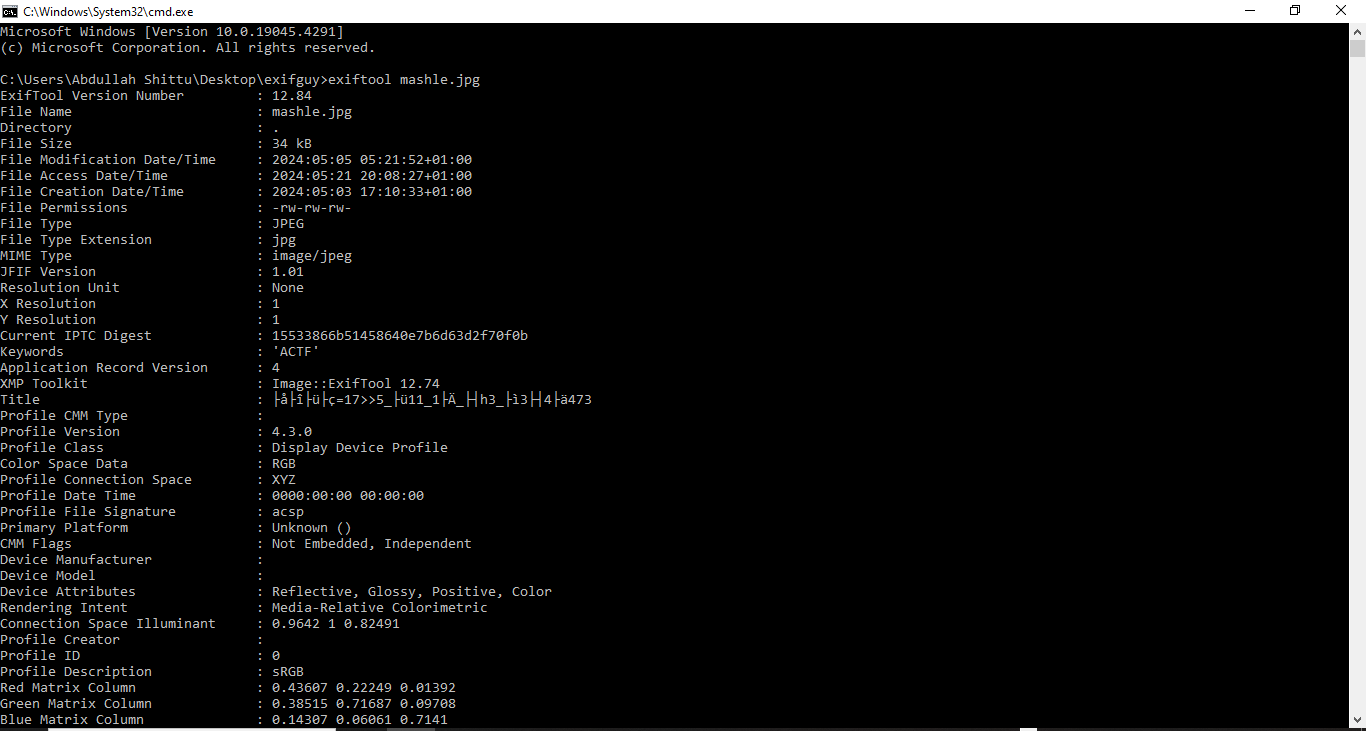 C:\Windows\System32\cmd.exe
Microsoft Windows [Version 10.0.19045.4291]
(c) Microsoft Corporation. All rights reserved.
C:\Users\Abdullah Shittu\Desktop\exifguy>exiftool mashle.jpg
ExifTool Version Number : 12.84
File Name : mashle.jpg
Directory : .
File Size : 34 kB
File Modification Date/Time : 2024:05:05 05:21:52+01:00
File Access Date/Time : 2024:05:21 20:08:27+01:00
File Creation Date/Time : 2024:05:03 17:10:33+01:00
File Permissions : -rw-rw-rw-
File Type : JPEG
File Type Extension : jpg
MIME Type : image/jpeg
JFIF Version : 1.01
Resolution Unit : None
X Resolution : 1
Y Resolution : 1
Current IPTC Digest : 15533866b51458640e7b6d63d2f70f0b
Keywords : 'ACTF'
Application Record Version : 4
XMP Toolkit : Image::ExifTool 12.74
Title : ├å├î├ü├ç=17>>5_├ü11_1├Ä_├┤h3_├ì3├┤4├ä473
Profile CMM Type :
Profile Version : 4.3.0
Profile Class : Display Device Profile
Color Space Data : RGB
Profile Connection Space : XYZ
Profile Date Time : 0000:00:00 00:00:00
Profile File Signature : acsp
Primary Platform : Unknown ()
CMM Flags : Not Embedded, Independent
Device Manufacturer :
Device Model :
Device Attributes : Reflective, Glossy, Positive, Color
Rendering Intent : Media-Relative Colorimetric
Connection Space Illuminant : 0.9642 1 0.82491
Profile Creator :
Profile ID : 0
Profile Description : sRGB
Red Matrix Column : 0.43607 0.22249 0.01392
Green Matrix Column : 0.38515 0.71687 0.09708
Blue Matrix Column : 0.14307 0.06061 0.7141